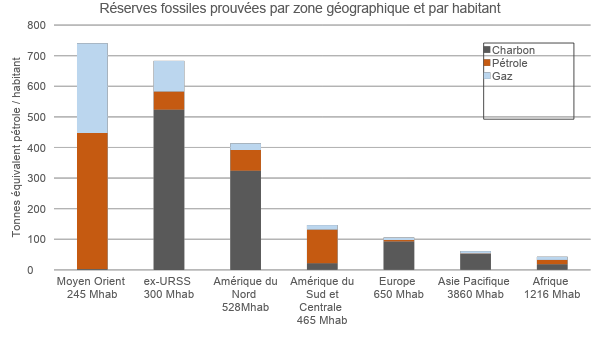 Réserves fossiles prouvées par zone géographique et par habitant
800
700
600
500
400
300
200
100
0
Tonnes équivalent pétrole / habitant
Charbon
Pétrole
Gaz
Moyen Orient
245 Mhab
ex-URSS
300 Mhab
Amérique du
Nord
528Mhab
Amérique du
Sud et
Centrale
465 Mhab
Europe
650 Mhab
Asie Pacifique
3860 Mhab
Afrique
1216 Mhab